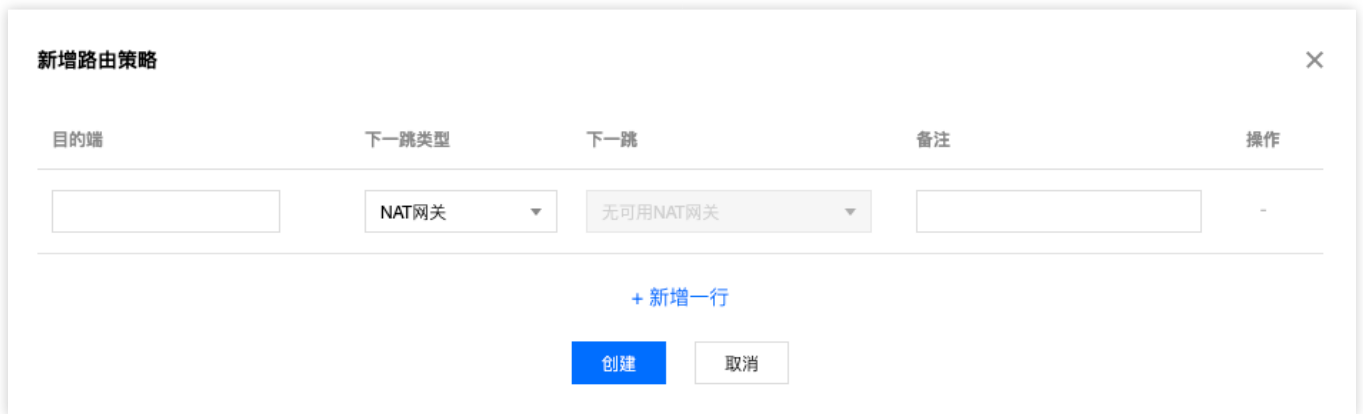 新增路由策略
目的端 下一跳类型 下一跳 备注 操作
NAT网关 无可用NAT网关 -
+ 新增一行
创建 取消